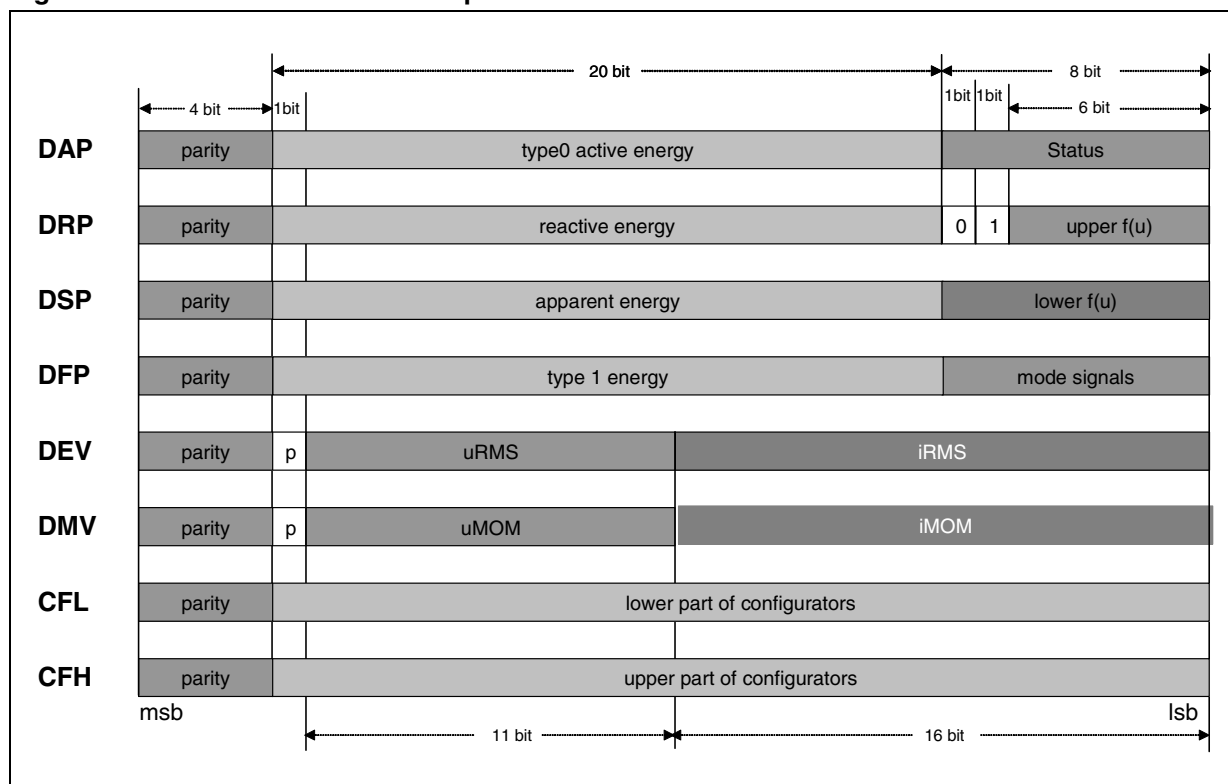 20 bit
8 bit
4 bit
1bit
1bit
1bit
6 bit
DAP parity type0 active energy Status
DRP parity reactive energy 0 1 upper f(u)
DSP parity apparent energy lower f(u)
DFP parity type 1 energy mode signals
DEV parity p uRMS iRMS
DMV parity p uMOM iMOM
CFL parity lower part of configurators
CFH parity upper part of configurators
msb lsb
11 bit 16 bit